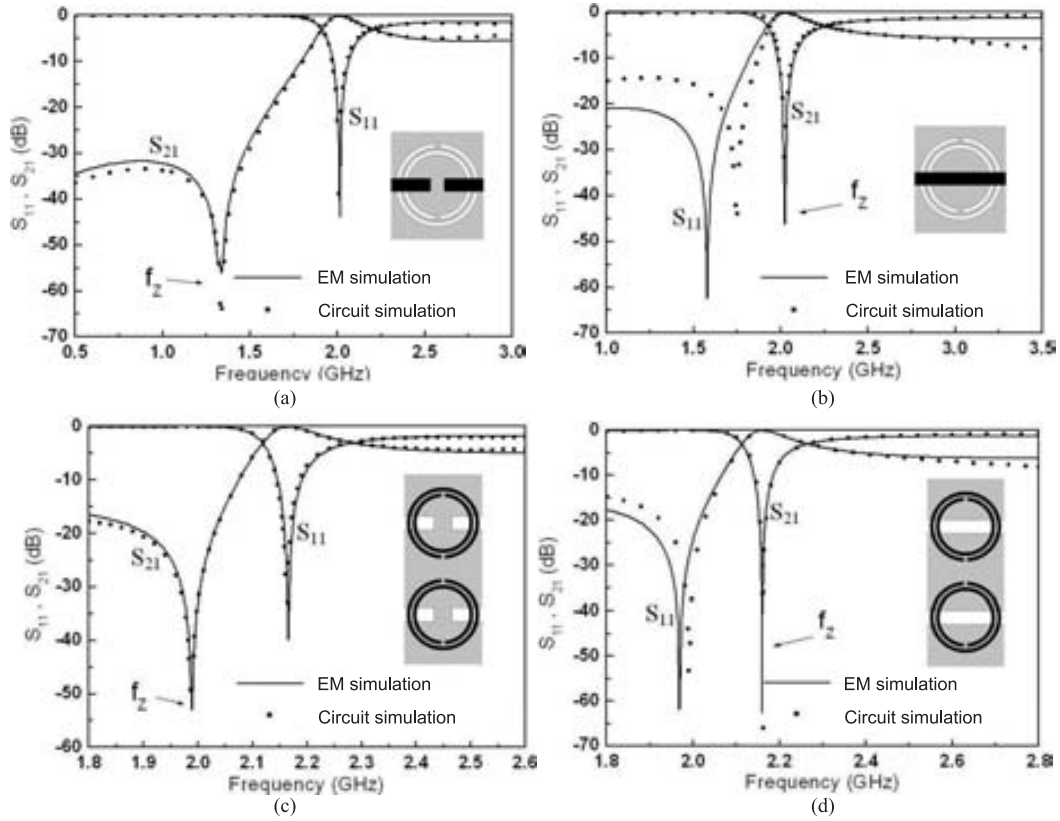 0
-10
-20
-30
-40
-50
-60
-70
S11 , S21 (dB)
S21
S11
fz
EM simulation
Circuit simulation
0.5 1.0 1.5 2.0 2.5 3.0
Frequency (GHz)
(a)
0
-10
-20
-30
-40
-50
-60
-70
S11 , S21 (dB)
S11
S21
fz
EM simulation
Circuit simulation
1.0 1.5 2.0 2.5 3.0 3.5
Frequency (GHz)
(b)
0
-10
-20
-30
-40
-50
-60
S11 , S21 (dB)
S21
S11
fz
EM simulation
Circuit simulation
1.8 1.9 2.0 2.1 2.2 2.3 2.4 2.5 2.6
Frequency (GHz)
(c)
0
-10
-20
-30
-40
-50
-60
-70
S11 , S21 (dB)
S11
S21
fz
EM simulation
Circuit simulation
1.8 2.0 2.2 2.4 2.6 2.8
Frequency (GHz)
(d)